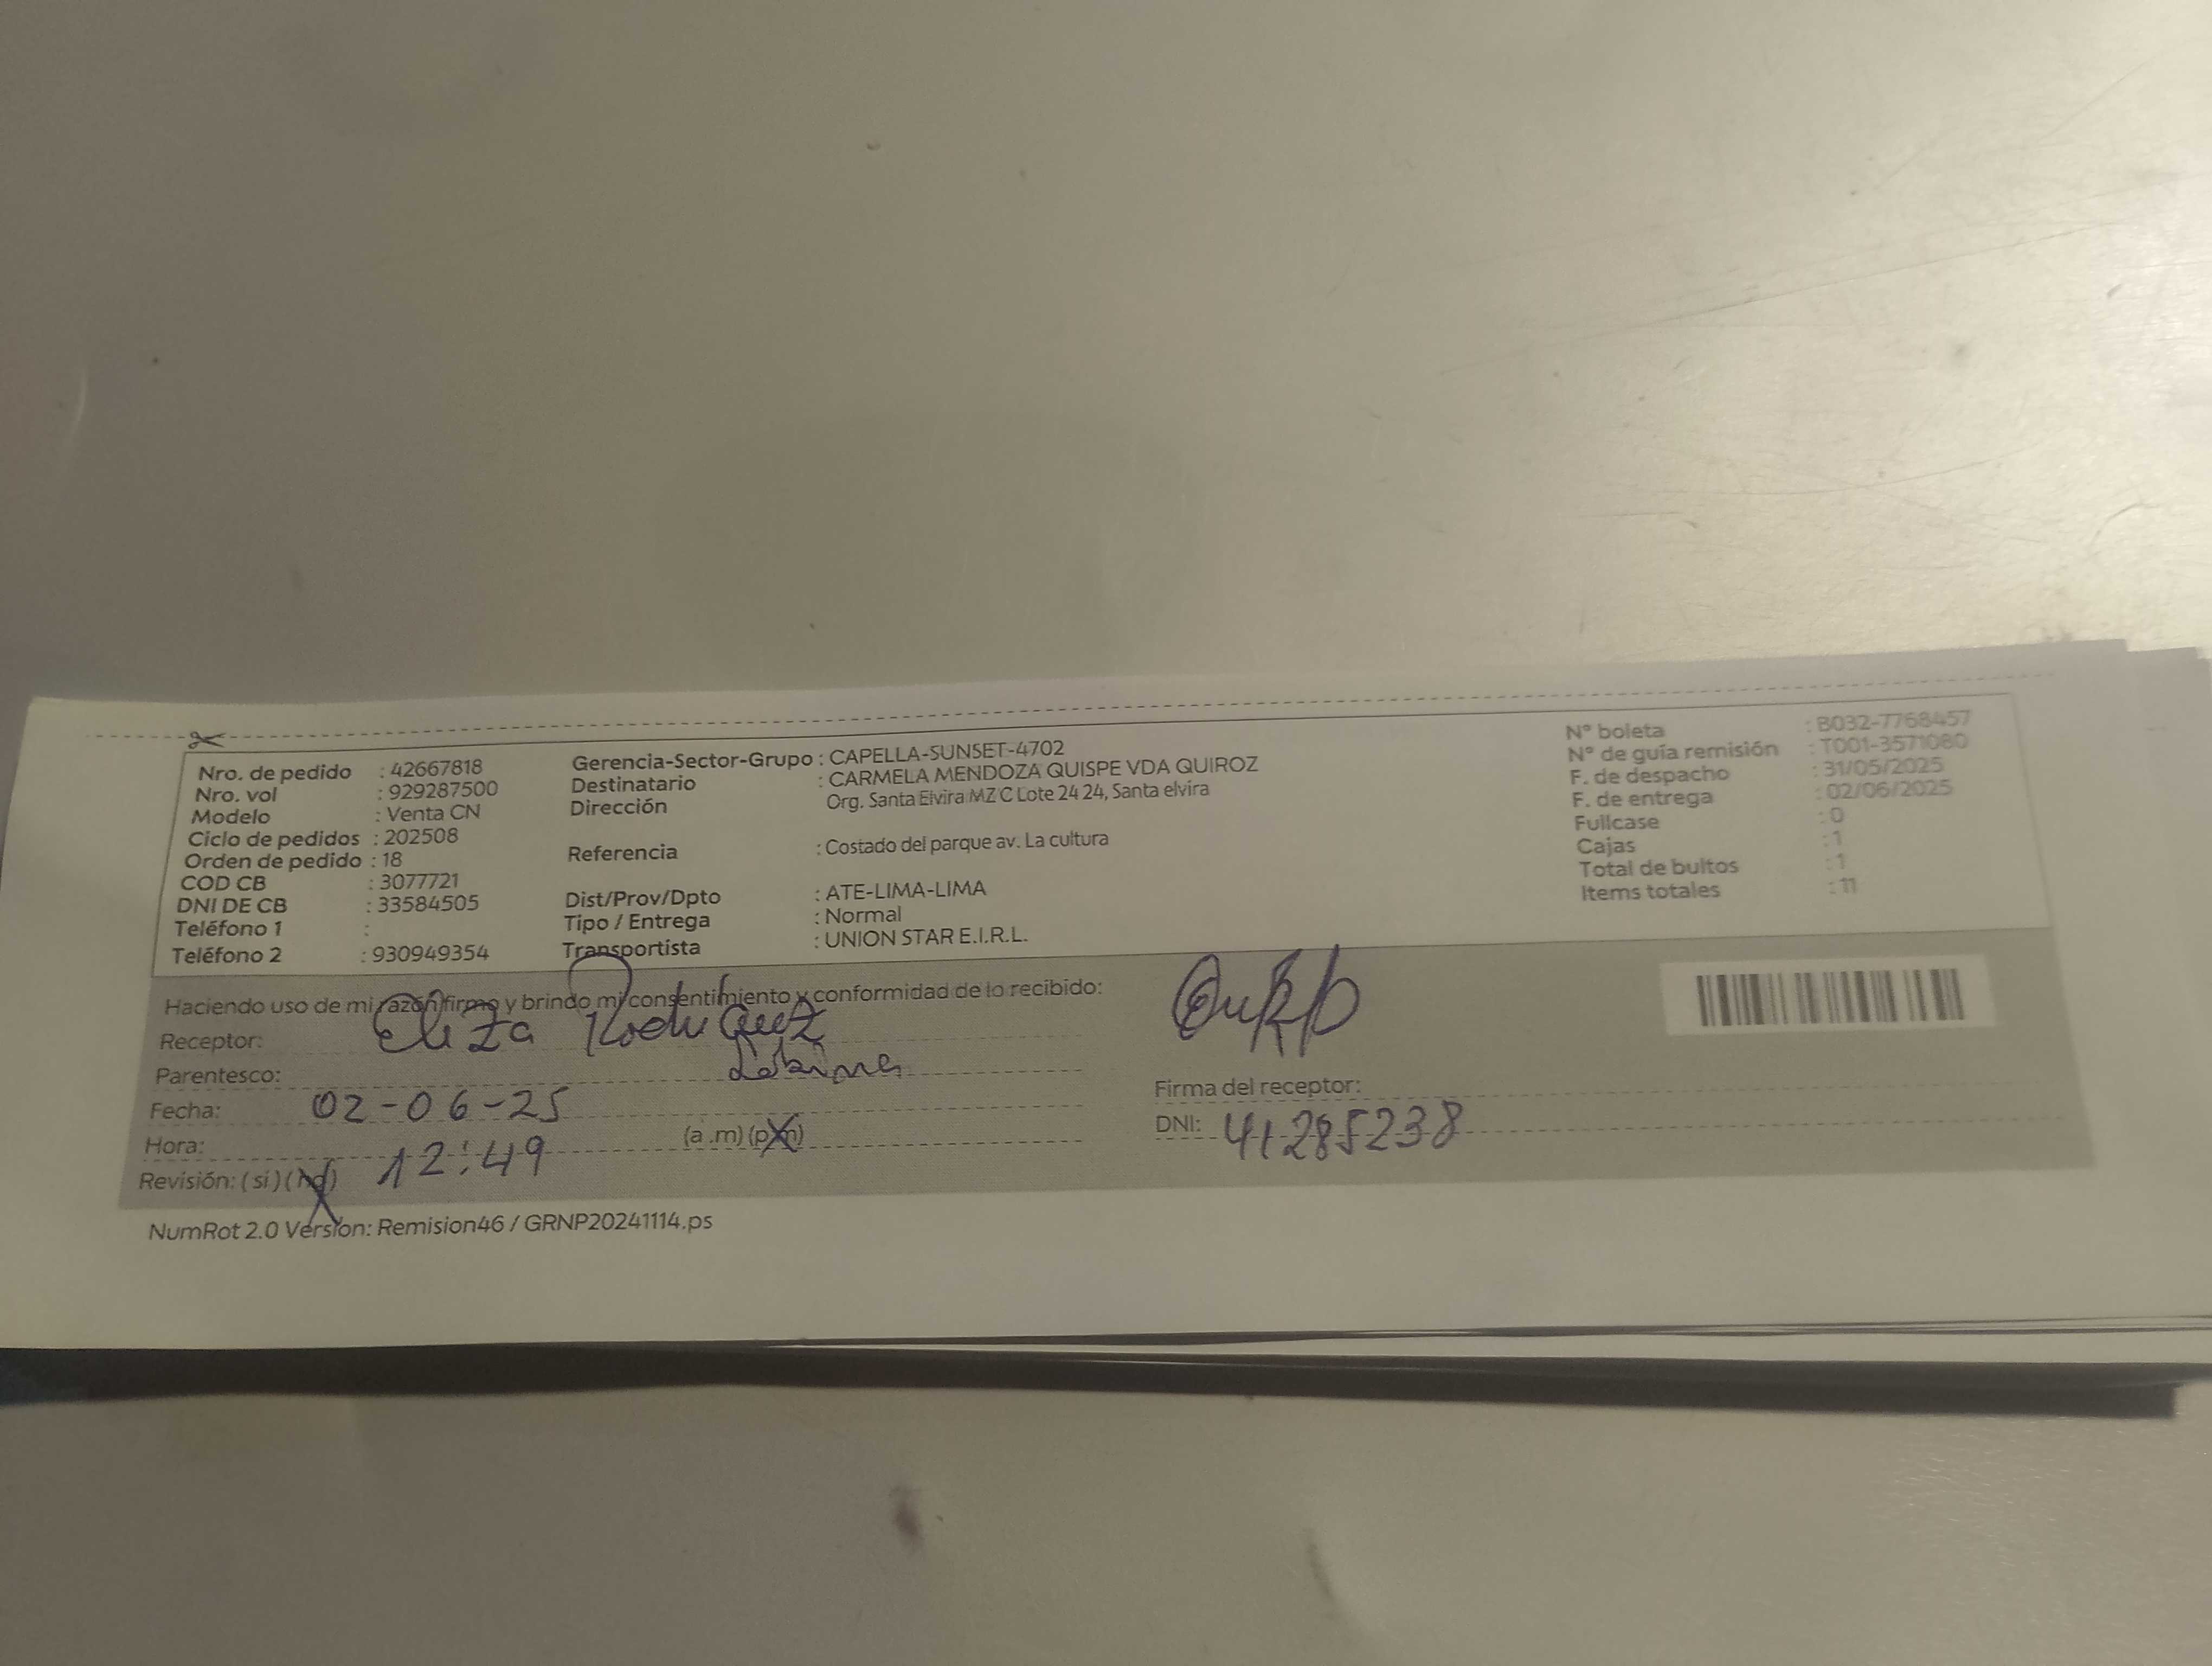 Nro. de pedido : 42667818
Nro. vol : 929287500
Modelo : Venta CN
Ciclo de pedidos : 202508
Orden de pedido : 18
COD CB : 3077721
DNI DE CB : 33584505
Teléfono 1 :
Teléfono 2 : 930949354
Gerencia-Sector-Grupo : CAPELLA-SUNSET-4702
Destinatario : CARMELA MENDOZA QUISPE VDA QUIROZ
Dirección Org. Santa Elvira MZ C Lote 24 24, Santa elvira
Referencia : Costado del parque av. La cultura
Dist/Prov/Dpto : ATE-LIMA-LIMA
Tipo / Entrega : Normal
Transportista : UNION STAR E.I.R.L.
N° boleta : B032-7768457
N° de guía remisión : T001-3571080
F. de despacho : 31/05/2025
F. de entrega : 02/06/2025
Fullcase : 0
Cajas : 1
Total de bultos : 1
Items totales : 11
Haciendo uso de mi razón firmo y brindo mi consentimiento y conformidad de lo recibido:
Receptor: Eliza Rodriguez
Parentesco:
Fecha: 02-06-25
Hora: 12:49 (a .m) (p.m)
Revisión: ( si ) ( no )
Firma del receptor:
DNI: 41285238
NumRot 2.0 Version: Remision46 / GRNP20241114.ps